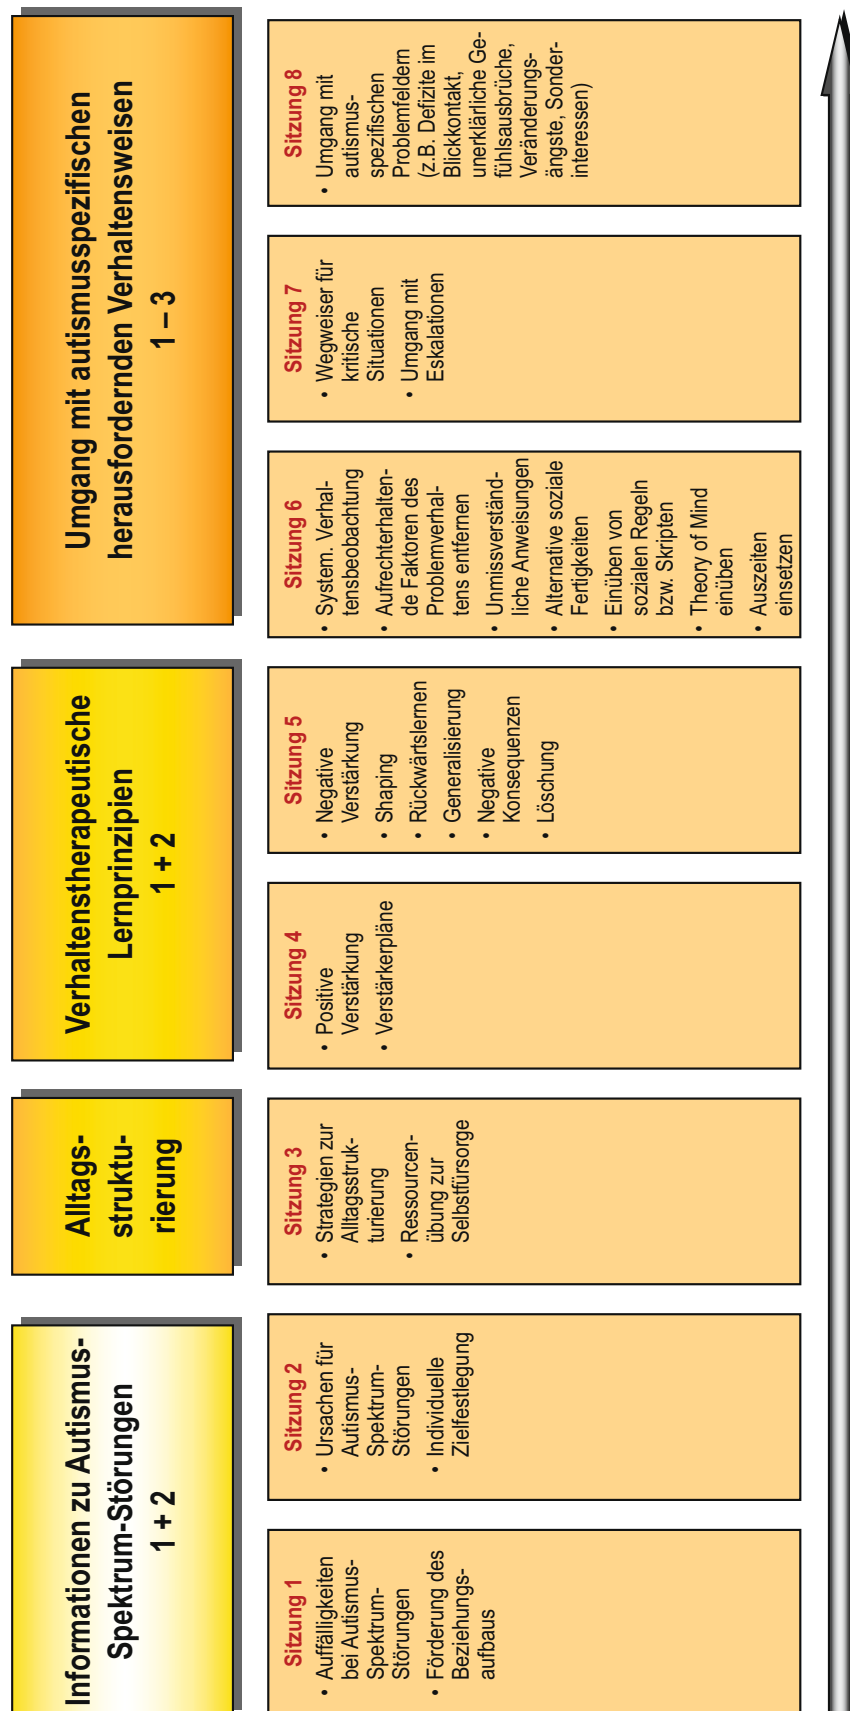 Informationen zu Autismus-
Spektrum-Störungen
1 + 2
Alltags-
struktu-
rierung
Verhaltenstherapeutische
Lernprinzipien
1 + 2
Umgang mit autismusspezifischen
herausfordernden Verhaltensweisen
1 – 3
Sitzung 1
• Auffälligkeiten
bei Autismus-
Spektrum-
Störungen
• Förderung des
Beziehungs-
aufbaus
Sitzung 2
• Ursachen für
Autismus-
Spektrum-
Störungen
• Individuelle
Zielfestlegung
Sitzung 3
• Strategien zur
Alltagsstruk-
turierung
• Ressourcen-
übung zur
Selbstfürsorge
Sitzung 4
• Positive
Verstärkung
• Verstärkerpläne
Sitzung 5
• Negative
Verstärkung
• Shaping
• Rückwärtslernen
• Generalisierung
• Negative
Konsequenzen
• Löschung
Sitzung 6
• System. Verhal-
tensbeobachtung
• Aufrechterhalten-
de Faktoren des
Problemverhal-
tens entfernen
• Unmissverständ-
liche Anweisungen
• Alternative soziale
Fertigkeiten
• Einüben von
sozialen Regeln
bzw. Skripten
• Theory of Mind
einüben
• Auszeiten
einsetzen
Sitzung 7
• Wegweiser für
kritische
Situationen
• Umgang mit
Eskalationen
Sitzung 8
• Umgang mit
autismus-
spezifischen
Problemfeldern
(z.B. Defizite im
Blickkontakt,
unerklärliche Ge-
fühlsausbrüche,
Veränderungs-
ängste, Sonder-
interessen)